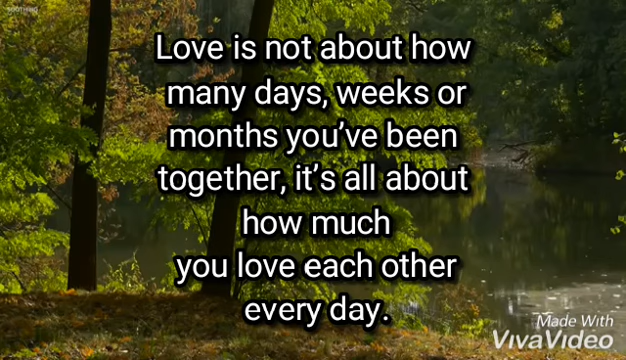 Love is not about how
many days, weeks or
months you’ve been
together, it’s all about
how much
you love each other
every day.
Made With
VivaVideo